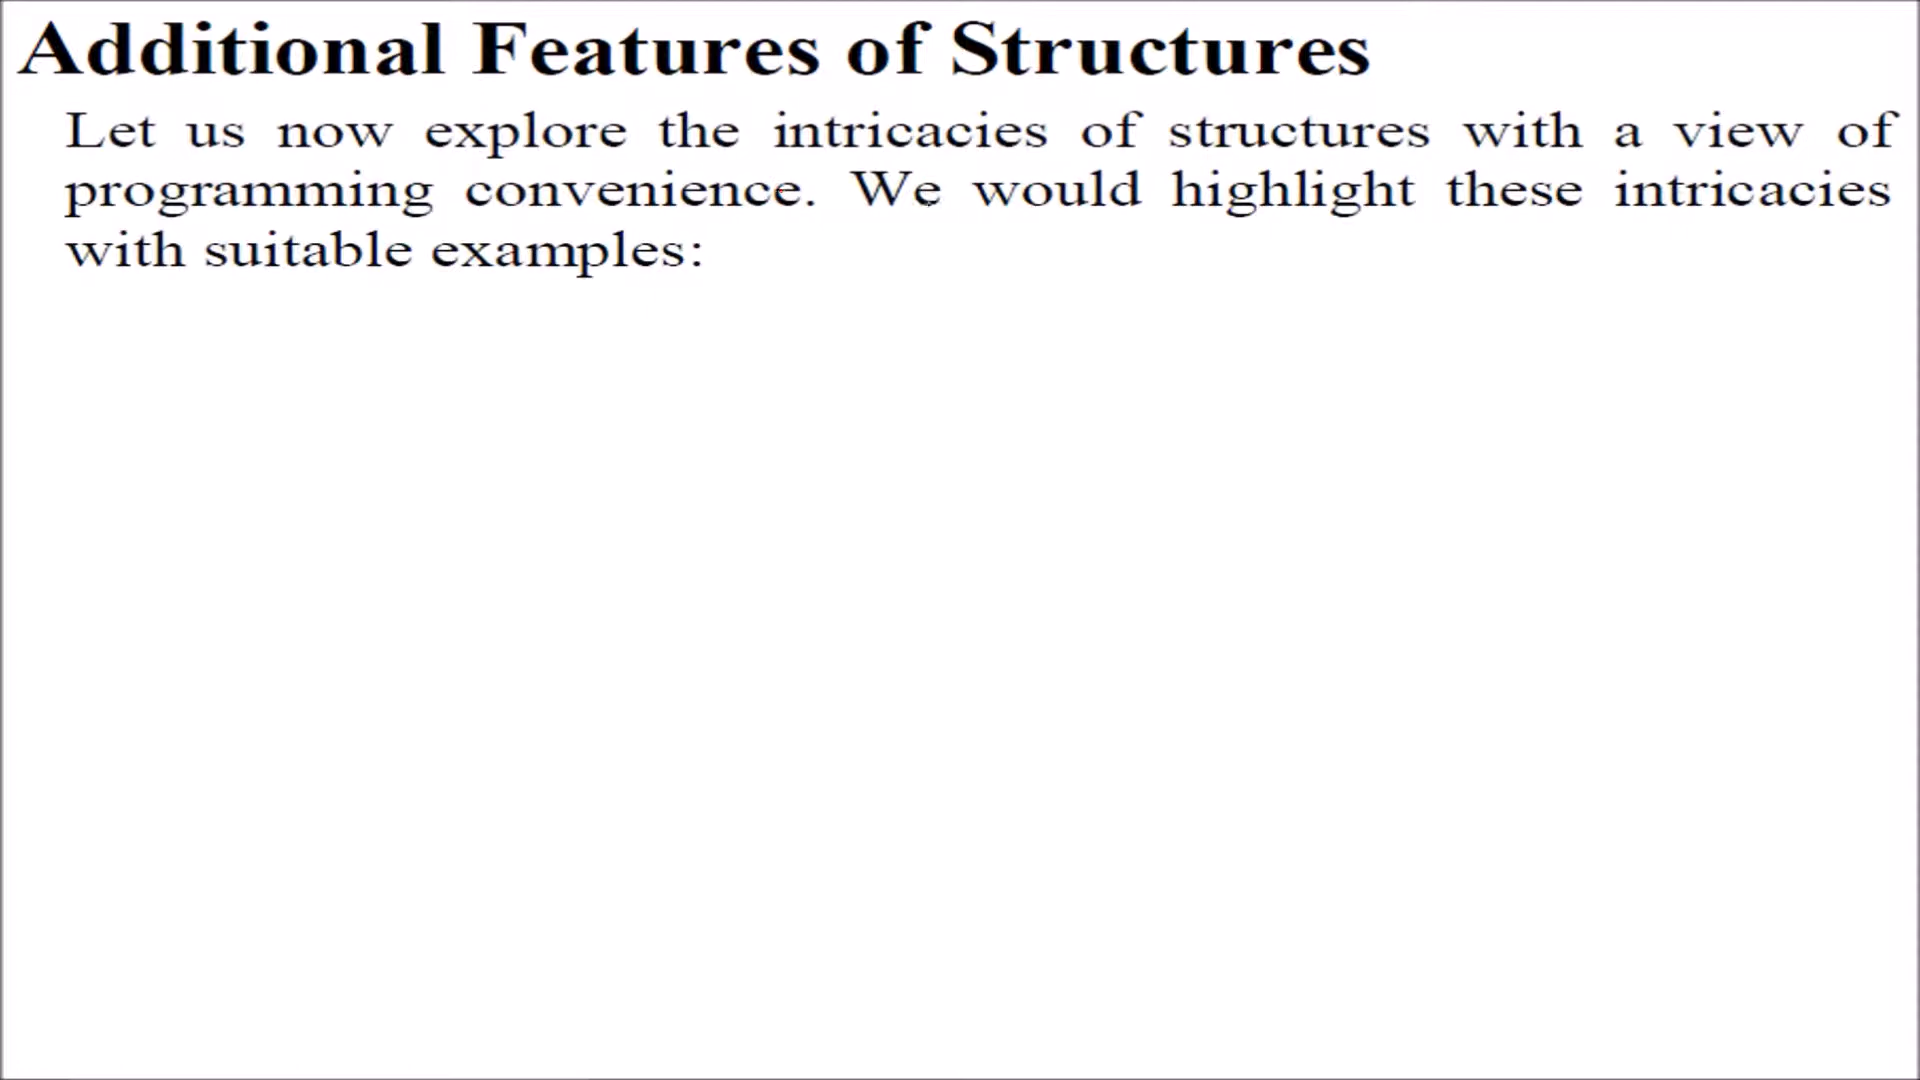 Additional Features of Structures
Let us now explore the intricacies of structures with a view of
programming convenience. We would highlight these intricacies
with suitable examples: